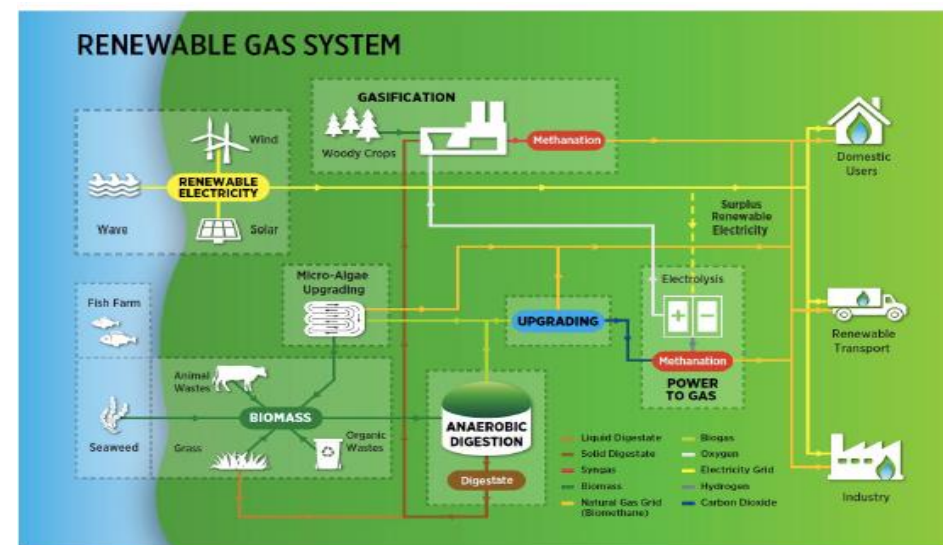 RENEWABLE GAS SYSTEM
GASIFICATION
Woody Crops
Methanation
Wind
RENEWABLE
ELECTRICITY
Wave
Solar
Domestic
Users
Surplus
Renewable
Electricity
Micro-Algae
Upgrading
Electrolysis
Fish Farm
UPGRADING
+ −
Renewable
Transport
Methanation
POWER
TO GAS
Animal
Wastes
BIOMASS
ANAEROBIC
DIGESTION
Seaweed
Grass
Organic
Wastes
Digestate
Liquid Digestate
Solid Digestate
Syngas
Biomass
Natural Gas Grid
(Biomethane)
Biogas
Oxygen
Electricity Grid
Hydrogen
Carbon Dioxide
Industry